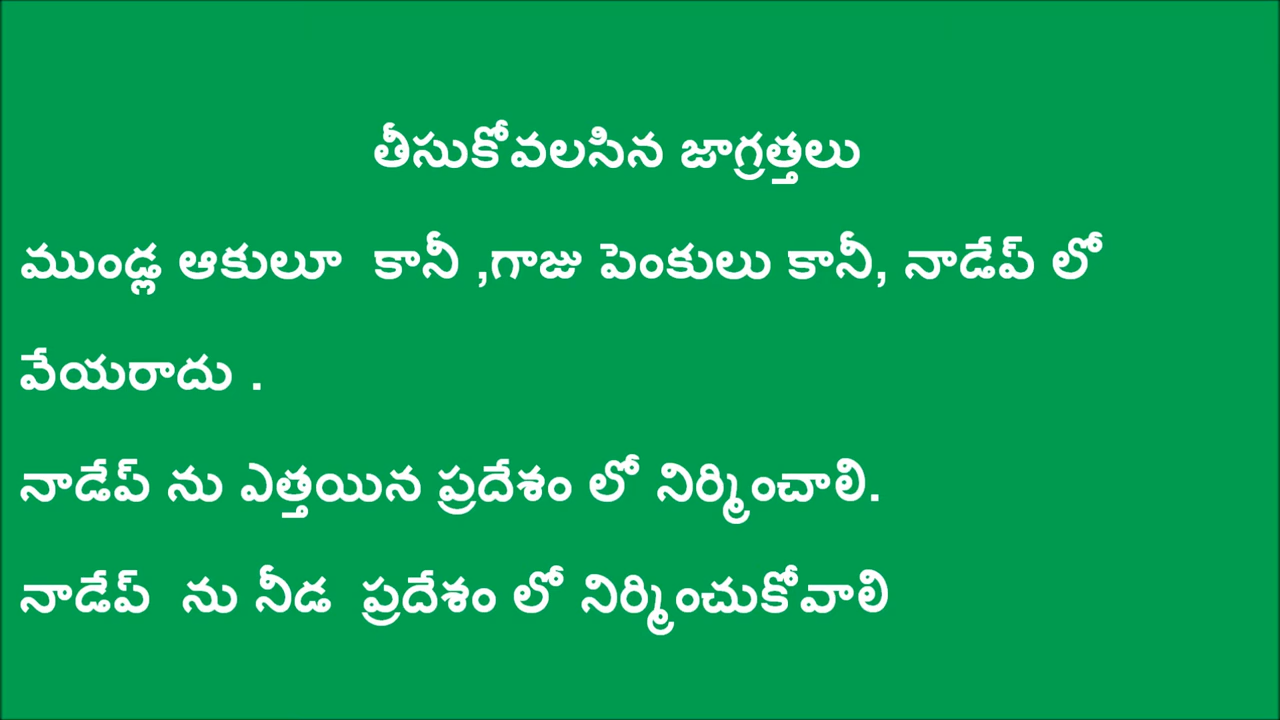 తీసుకోవలసిన జాగ్రత్తలు
ముండ్ల ఆకులూ  కానీ ,గాజు పెంకులు కానీ, నాడేప్ లో
వేయరాదు .
నాడేప్ ను ఎత్తయిన ప్రదేశం లో నిర్మించాలి.
నాడేప్  ను నీడ  ప్రదేశం లో నిర్మించుకోవాలి